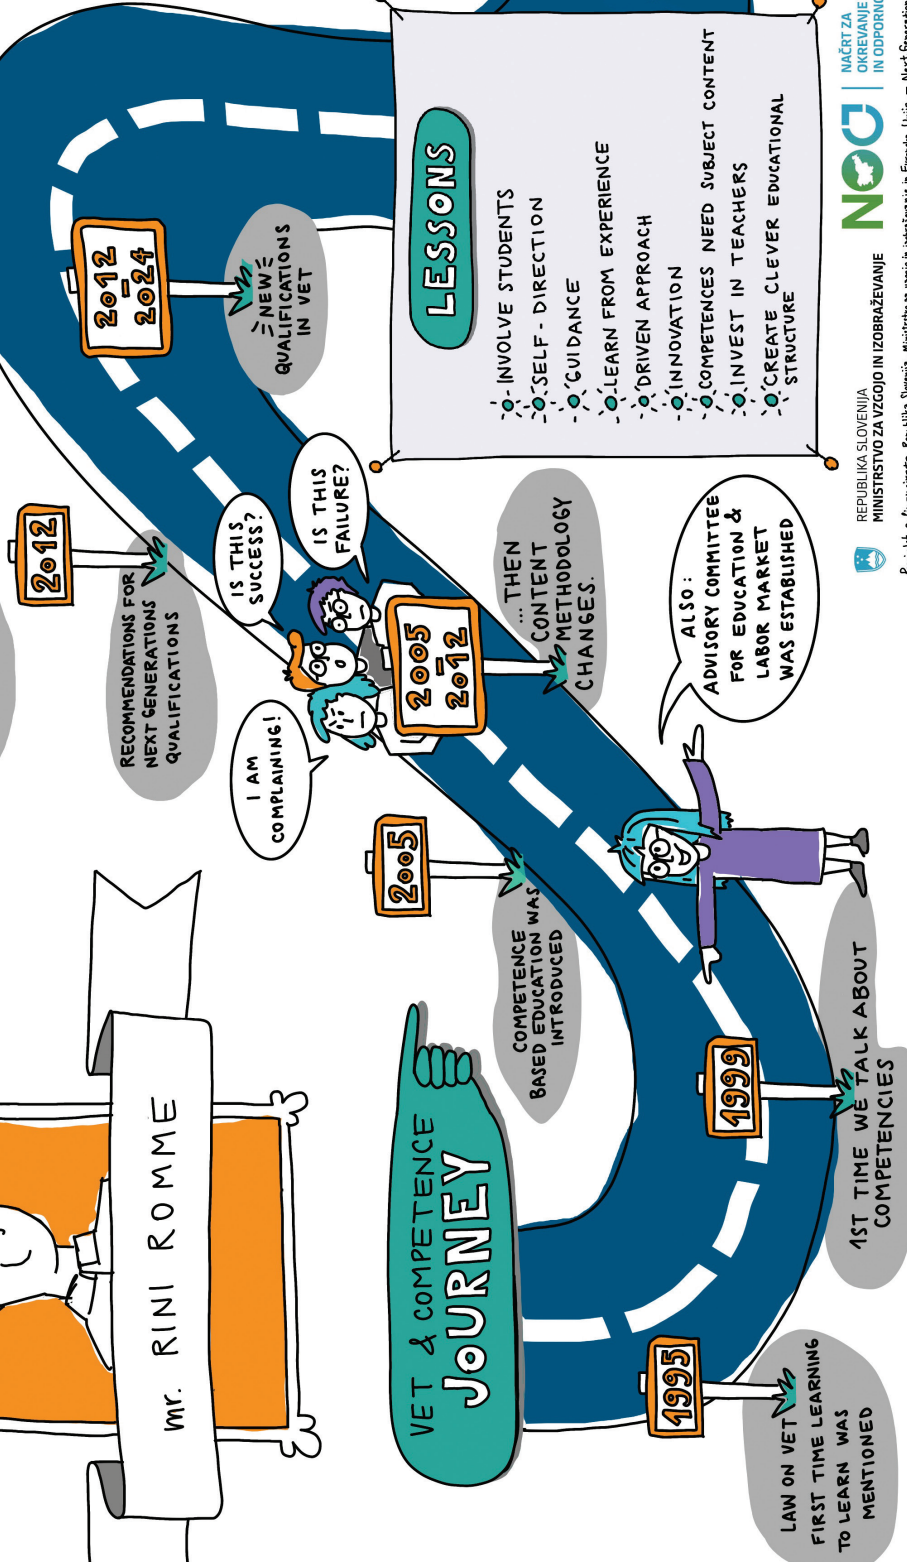 mr. RINI ROMME
VET & COMPETENCE
JOURNEY
1995
LAW ON VET
FIRST TIME LEARNING
TO LEARN WAS
MENTIONED
1999
1ST TIME WE TALK ABOUT
COMPETENCIES
ALSO:
ADVISORY COMMITTEE
FOR EDUCATION &
LABOR MARKET
WAS ESTABLISHED
2005
COMPETENCE
BASED EDUCATION WAS
INTRODUCED
2005
-
2012
... THEN
CONTENT
METHODOLOGY
CHANGES.
I AM
COMPLAINING!
IS THIS
SUCCESS?
IS THIS
FAILURE?
2012
RECOMMENDATIONS FOR
NEXT GENERATIONS
QUALIFICATIONS
2012
-
2024
NEW
QUALIFICATIONS
IN VET
LESSONS
INVOLVE STUDENTS
SELF-DIRECTION
GUIDANCE
LEARN FROM EXPERIENCE
DRIVEN APPROACH
INNOVATION
COMPETENCES NEED SUBJECT CONTENT
INVEST IN TEACHERS
CREATE CLEVER EDUCATIONAL
STRUCTURE
REPUBLIKA SLOVENIJA
MINISTRSTVO ZA VZGOJO IN IZOBRAŽEVANJE
NOO
NAČRT ZA
OKREVANJE
IN ODPORNO